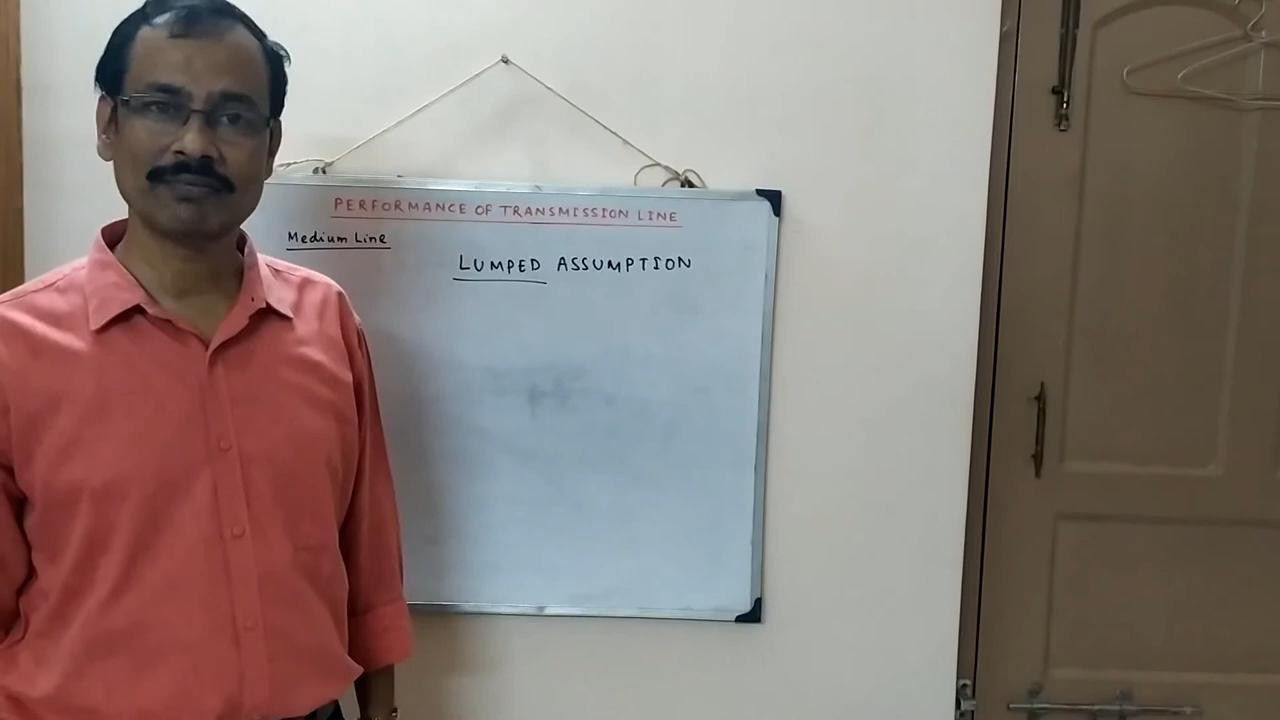 PERFORMANCE OF TRANSMISSION LINE
Medium Line
LUMPED ASSUMPTION